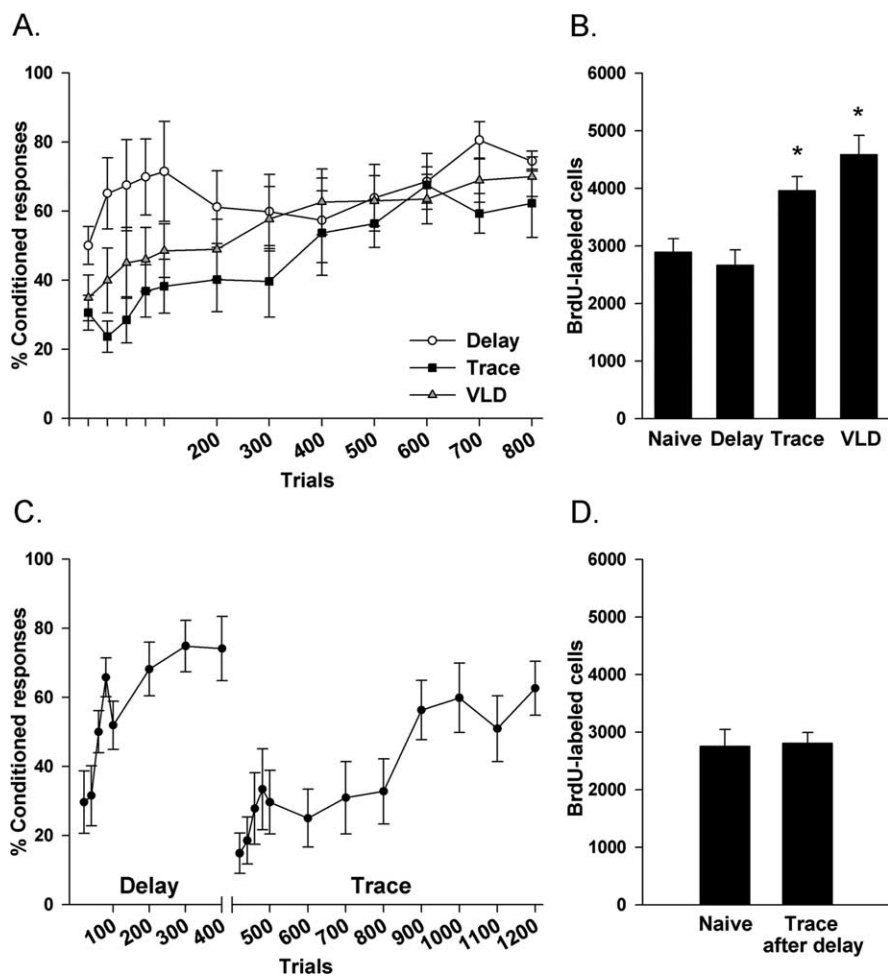 A.
% Conditioned responses
100
80
60
40
20
0
200
300
400
500
600
700
800
Trials
Delay
Trace
VLD
B.
BrdU-labeled cells
6000
5000
4000
3000
2000
1000
0
*
*
Naive
Delay
Trace
VLD
C.
% Conditioned responses
100
80
60
40
20
0
Delay
Trace
100
200
300
400
500
600
700
800
900
1000
1100
1200
Trials
D.
BrdU-labeled cells
6000
5000
4000
3000
2000
1000
0
Naive
Trace
after delay